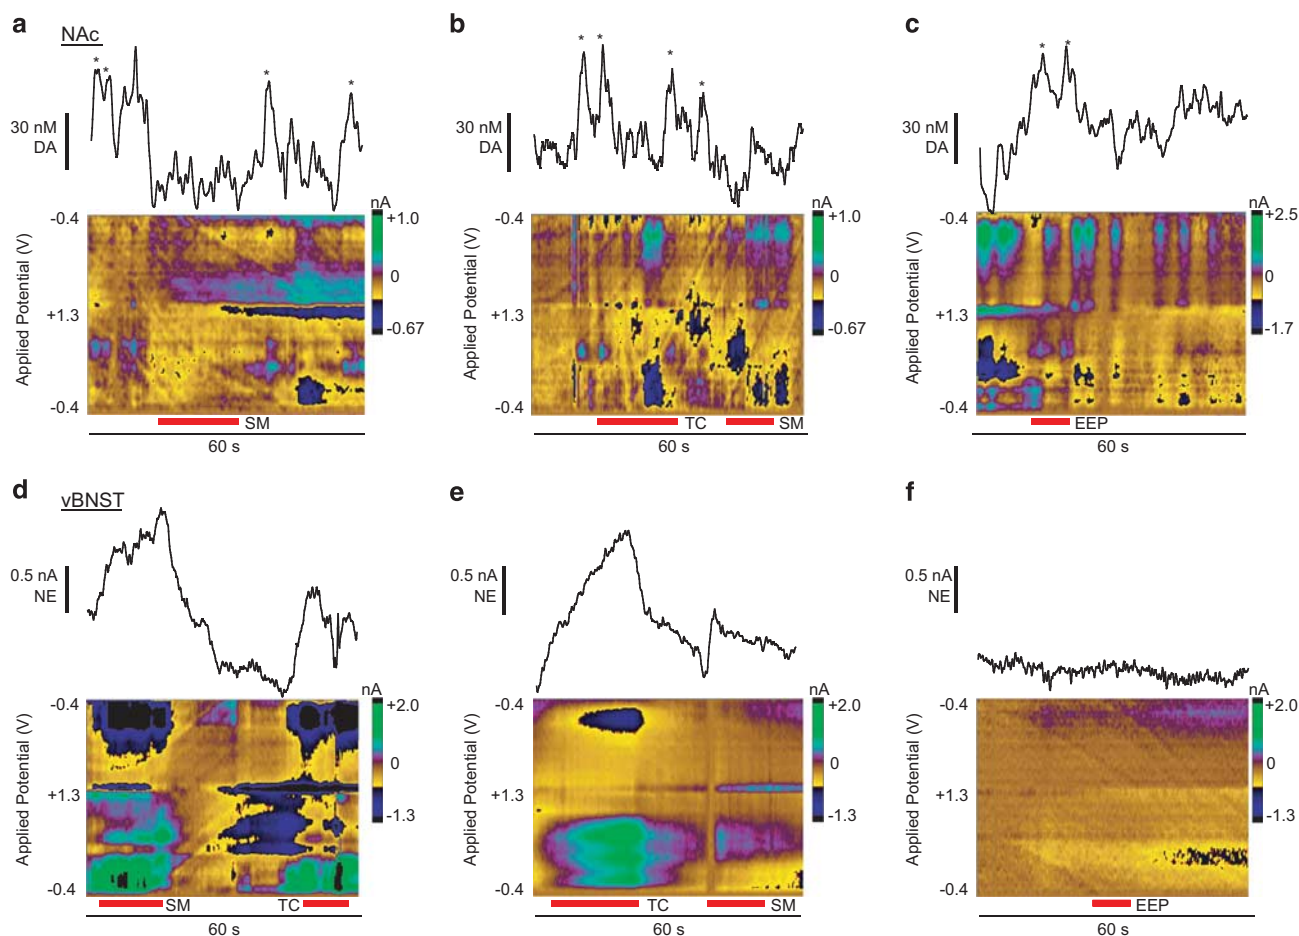 a
NAc
* * * *
30 nM
DA
nA
+1.0
0
-0.67
Applied Potential (V)
-0.4
+1.3
-0.4
SM
60 s
b
* * * *
30 nM
DA
nA
+1.0
0
-0.67
Applied Potential (V)
-0.4
+1.3
-0.4
TC
SM
60 s
c
* *
30 nM
DA
nA
+2.5
0
-1.7
Applied Potential (V)
-0.4
+1.3
-0.4
EEP
60 s
d
vBNST
0.5 nA
NE
nA
+2.0
0
-1.3
Applied Potential (V)
-0.4
+1.3
-0.4
SM
TC
60 s
e
0.5 nA
NE
nA
+2.0
0
-1.3
Applied Potential (V)
-0.4
+1.3
-0.4
TC
SM
60 s
f
0.5 nA
NE
nA
+2.0
0
-1.3
Applied Potential (V)
-0.4
+1.3
-0.4
EEP
60 s